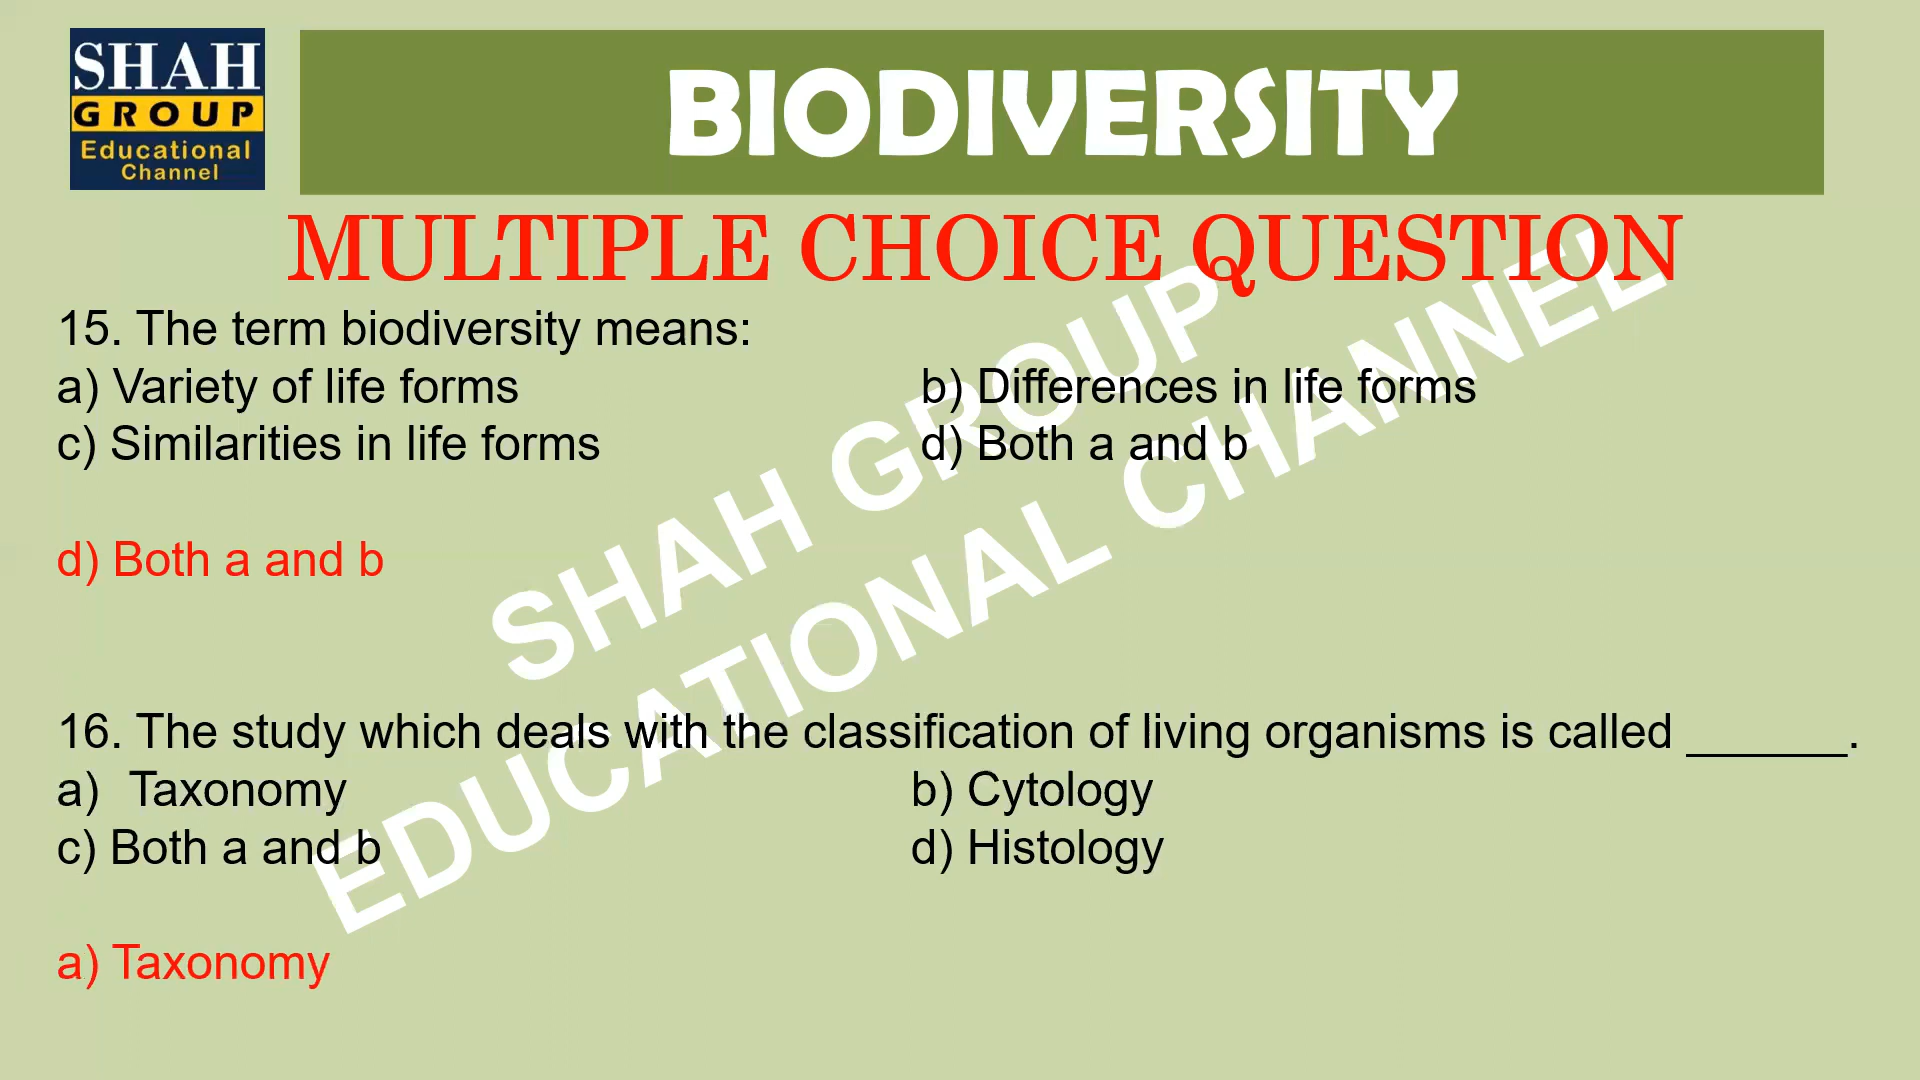 SHAH
GROUP
Educational
Channel
BIODIVERSITY
MULTIPLE CHOICE QUESTION
15. The term biodiversity means:
a) Variety of life forms b) Differences in life forms
c) Similarities in life forms d) Both a and b
d) Both a and b
SHAH GROUP
EDUCATIONAL CHANNEL
16. The study which deals with the classification of living organisms is called ______.
a) Taxonomy b) Cytology
c) Both a and b d) Histology
a) Taxonomy